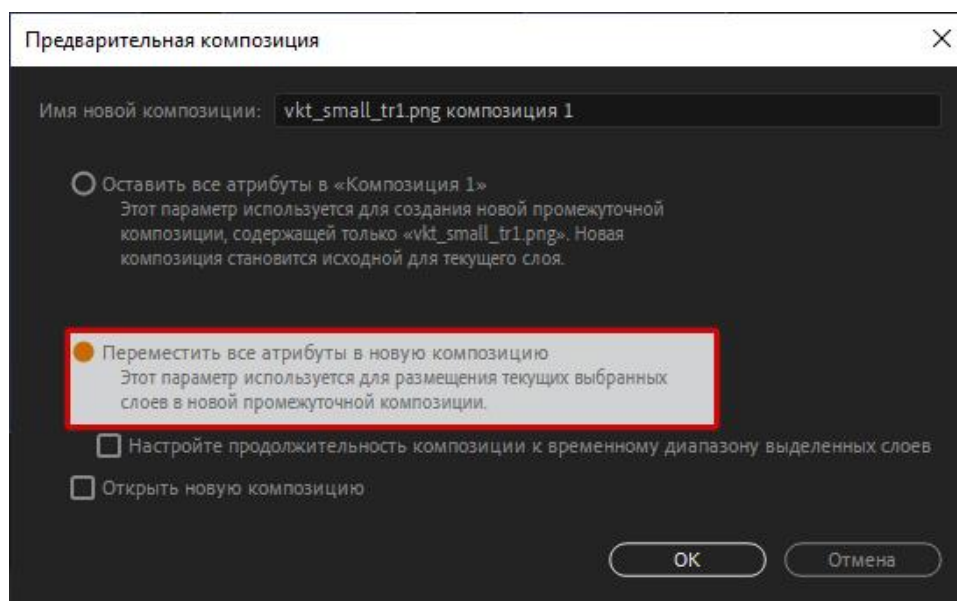 Предварительная композиция
Имя новой композиции: vkt_small_tr1.png композиция 1
Оставить все атрибуты в «Композиция 1»
Этот параметр используется для создания новой промежуточной
композиции, содержащей только «vkt_small_tr1.png». Новая
композиция становится исходной для текущего слоя.
Переместить все атрибуты в новую композицию
Этот параметр используется для размещения текущих выбранных
слоев в новой промежуточной композиции.
Настройте продолжительность композиции к временному диапазону выделенных слоев
Открыть новую композицию
ОК
Отмена